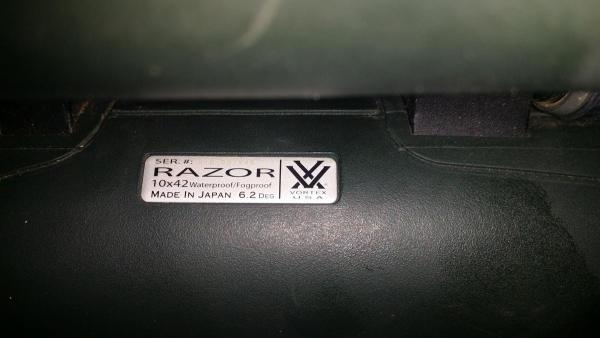 SER. #:
RAZOR
10x42 Waterproof/Fogproof
MADE IN JAPAN 6.2 DEG
VORTEX
U.S.A